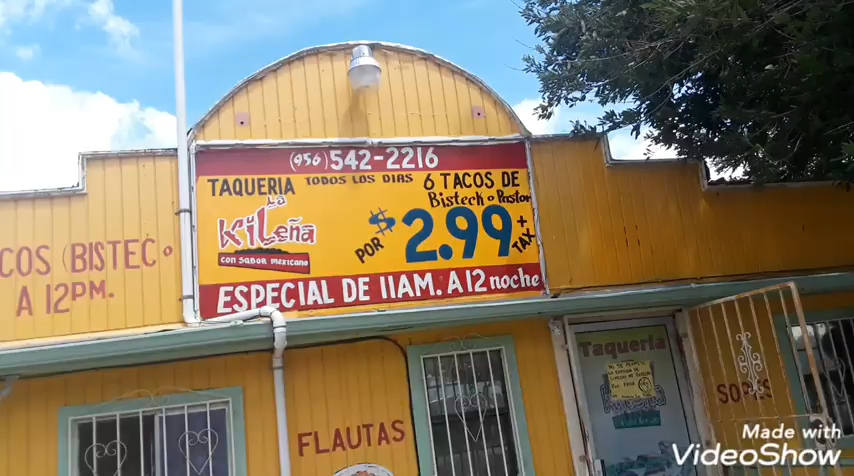 (956) 542-2216
TAQUERIA TODOS LOS DIAS 6 TACOS DE
Bisteck o Pastor
La
Kileña
CON SABOR MEXICANO
POR $2.99 + TAX
ESPECIAL DE 11AM. A 12 noche
COS (BISTEC o
A 12PM.
FLAUTAS
Taqueria
SOPES
Made with
VideoShow